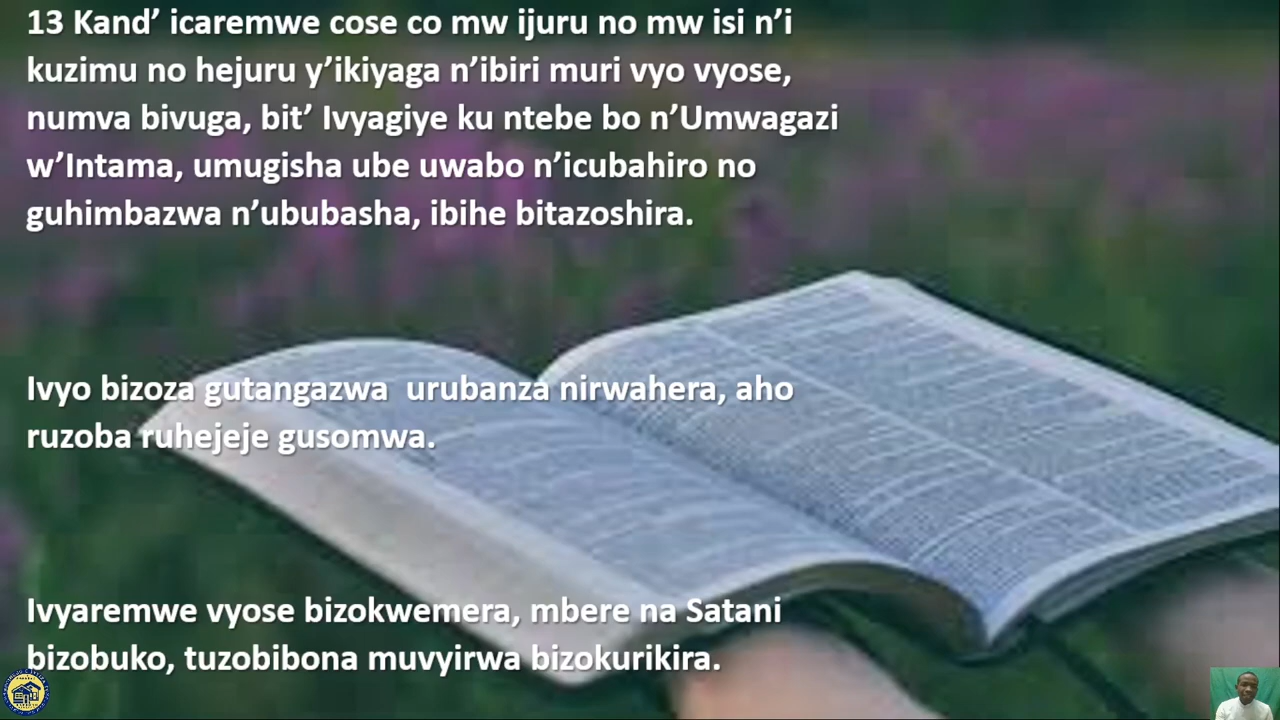 13 Kand’ icaremwe cose co mw ijuru no mw isi n’i
kuzimu no hejuru y’ikiyaga n’ibiri muri vyo vyose,
numva bivuga, bit’ Ivyagiye ku ntebe bo n’Umwagazi
w’Intama, umugisha ube uwabo n’icubahiro no
guhimbazwa n’ububasha, ibihe bitazoshira.
Ivyo bizoza gutangazwa  urubanza nirwahera, aho
ruzoba ruhejeje gusomwa.
Ivyaremwe vyose bizokwemera, mbere na Satani
bizobuko, tuzobibona muvyirwa bizokurikira.